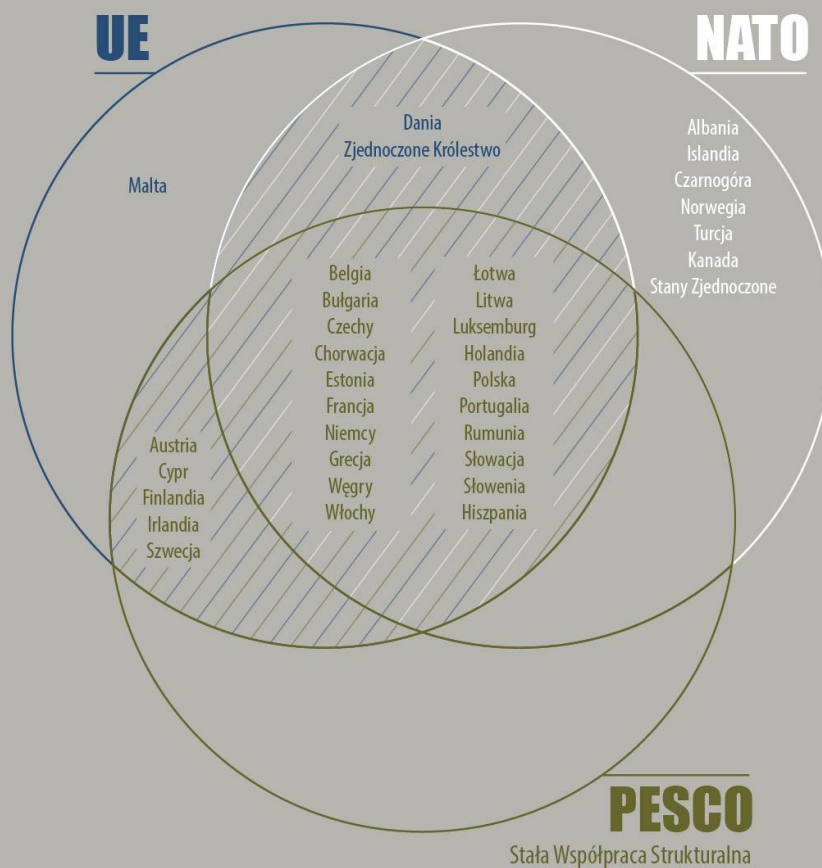 UE
NATO
Dania
Zjednoczone Królestwo
Malta
Albania
Islandia
Czarnogóra
Norwegia
Turcja
Kanada
Stany Zjednoczone
Belgia
Bułgaria
Czechy
Chorwacja
Estonia
Francja
Niemcy
Grecja
Węgry
Włochy
Łotwa
Litwa
Luksemburg
Holandia
Polska
Portugalia
Rumunia
Słowacja
Słowenia
Hiszpania
Austria
Cypr
Finlandia
Irlandia
Szwecja
PESCO
Stała Współpraca Strukturalna